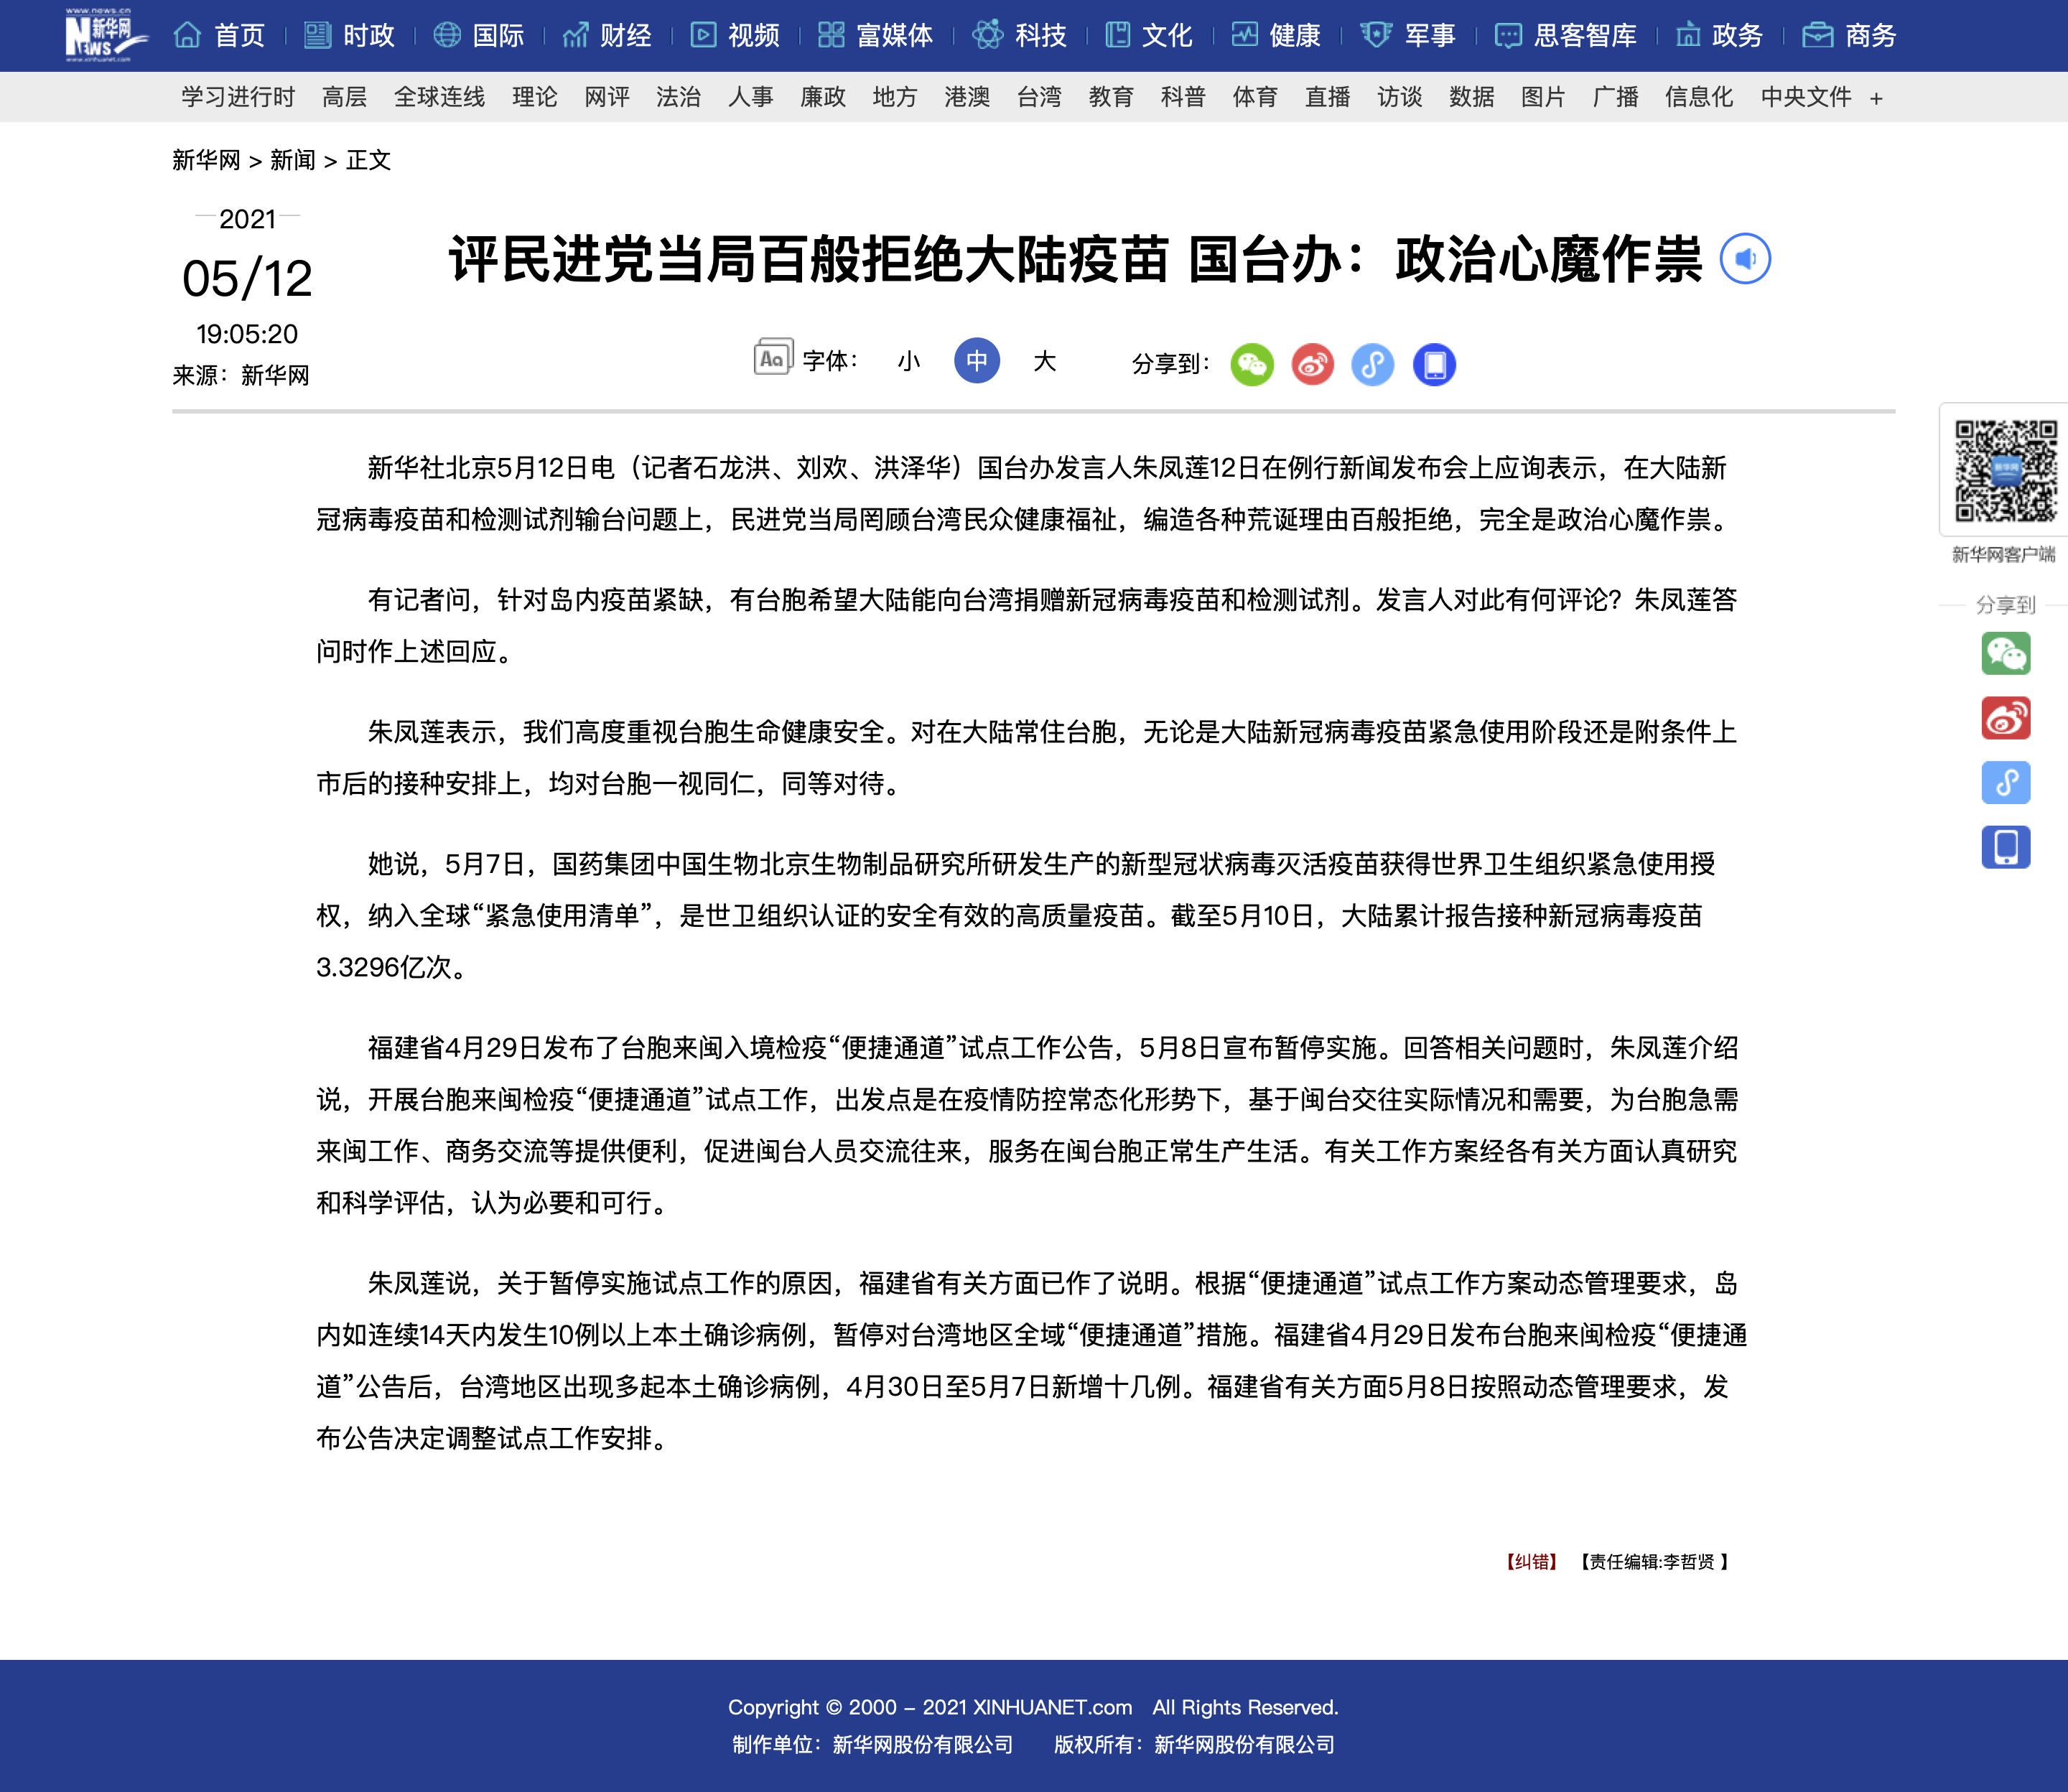 www.news.cn
新华网
NEWS
www.xinhuanet.com
首页 时政 国际 财经 视频 富媒体 科技 文化 健康 军事 思客智库 政务 商务
学习进行时 高层 全球连线 理论 网评 法治 人事 廉政 地方 港澳 台湾 教育 科普 体育 直播 访谈 数据 图片 广播 信息化 中央文件 +
新华网 > 新闻 > 正文
2021
05/12
19:05:20
来源：新华网
评民进党当局百般拒绝大陆疫苗 国台办：政治心魔作祟
Aa 字体： 小 中 大 分享到：
新华社北京5月12日电（记者石龙洪、刘欢、洪泽华）国台办发言人朱凤莲12日在例行新闻发布会上应询表示，在大陆新
冠病毒疫苗和检测试剂输台问题上，民进党当局罔顾台湾民众健康福祉，编造各种荒诞理由百般拒绝，完全是政治心魔作祟。
有记者问，针对岛内疫苗紧缺，有台胞希望大陆能向台湾捐赠新冠病毒疫苗和检测试剂。发言人对此有何评论？朱凤莲答
问时作上述回应。
朱凤莲表示，我们高度重视台胞生命健康安全。对在大陆常住台胞，无论是大陆新冠病毒疫苗紧急使用阶段还是附条件上
市后的接种安排上，均对台胞一视同仁，同等对待。
她说，5月7日，国药集团中国生物北京生物制品研究所研发生产的新型冠状病毒灭活疫苗获得世界卫生组织紧急使用授
权，纳入全球“紧急使用清单”，是世卫组织认证的安全有效的高质量疫苗。截至5月10日，大陆累计报告接种新冠病毒疫苗
3.3296亿次。
福建省4月29日发布了台胞来闽入境检疫“便捷通道”试点工作公告，5月8日宣布暂停实施。回答相关问题时，朱凤莲介绍
说，开展台胞来闽检疫“便捷通道”试点工作，出发点是在疫情防控常态化形势下，基于闽台交往实际情况和需要，为台胞急需
来闽工作、商务交流等提供便利，促进闽台人员交流往来，服务在闽台胞正常生产生活。有关工作方案经各有关方面认真研究
和科学评估，认为必要和可行。
朱凤莲说，关于暂停实施试点工作的原因，福建省有关方面已作了说明。根据“便捷通道”试点工作方案动态管理要求，岛
内如连续14天内发生10例以上本土确诊病例，暂停对台湾地区全域“便捷通道”措施。福建省4月29日发布台胞来闽检疫“便捷通
道”公告后，台湾地区出现多起本土确诊病例，4月30日至5月7日新增十几例。福建省有关方面5月8日按照动态管理要求，发
布公告决定调整试点工作安排。
【纠错】 【责任编辑:李哲贤 】
新华网
新华网客户端
分享到
Copyright © 2000 - 2021 XINHUANET.com All Rights Reserved.
制作单位：新华网股份有限公司 版权所有：新华网股份有限公司